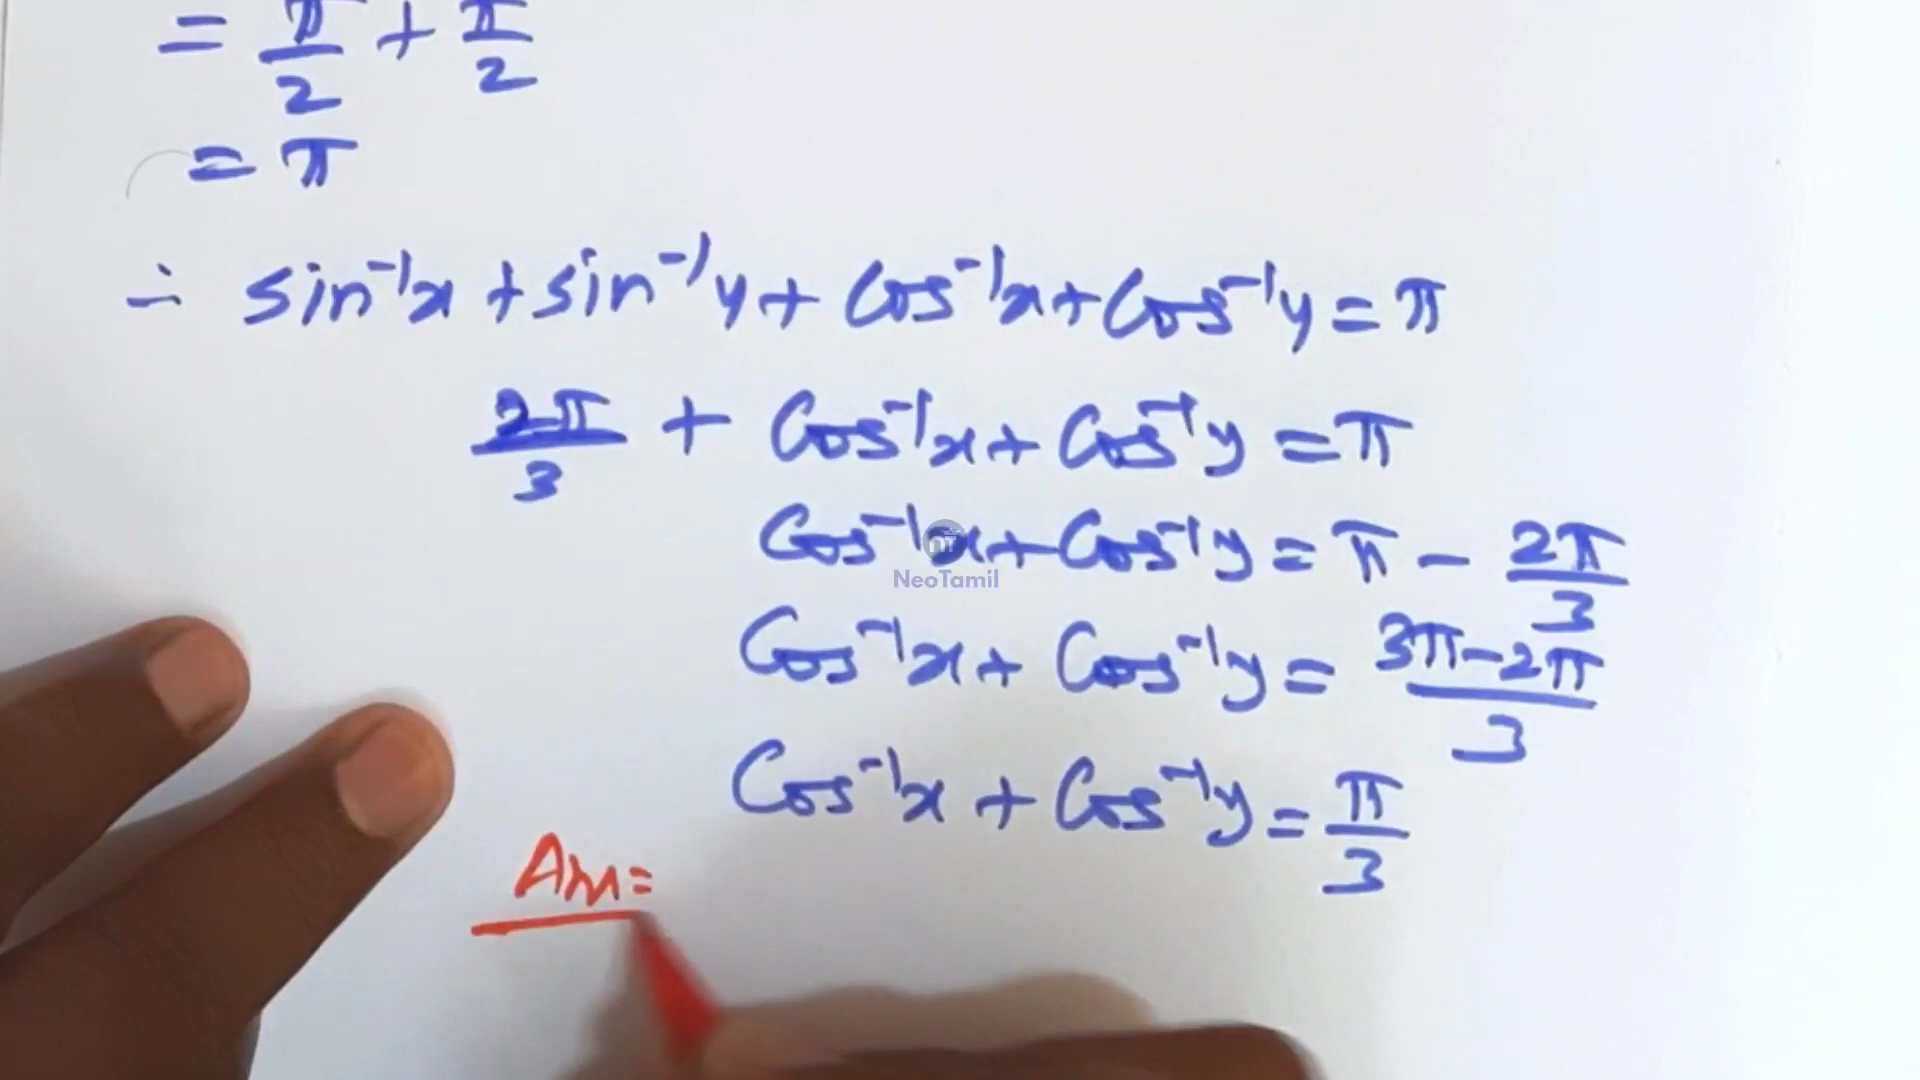 = π/2 + π/2
= π
∴ sin⁻¹x + sin⁻¹y + Cos⁻¹x + Cos⁻¹y = π
2π/3 + Cos⁻¹x + Cos⁻¹y = π
Cos⁻¹x + Cos⁻¹y = π - 2π/3
nT
NeoTamil
Cos⁻¹x + Cos⁻¹y = 3π-2π/3
Cos⁻¹x + Cos⁻¹y = π/3
Ans=